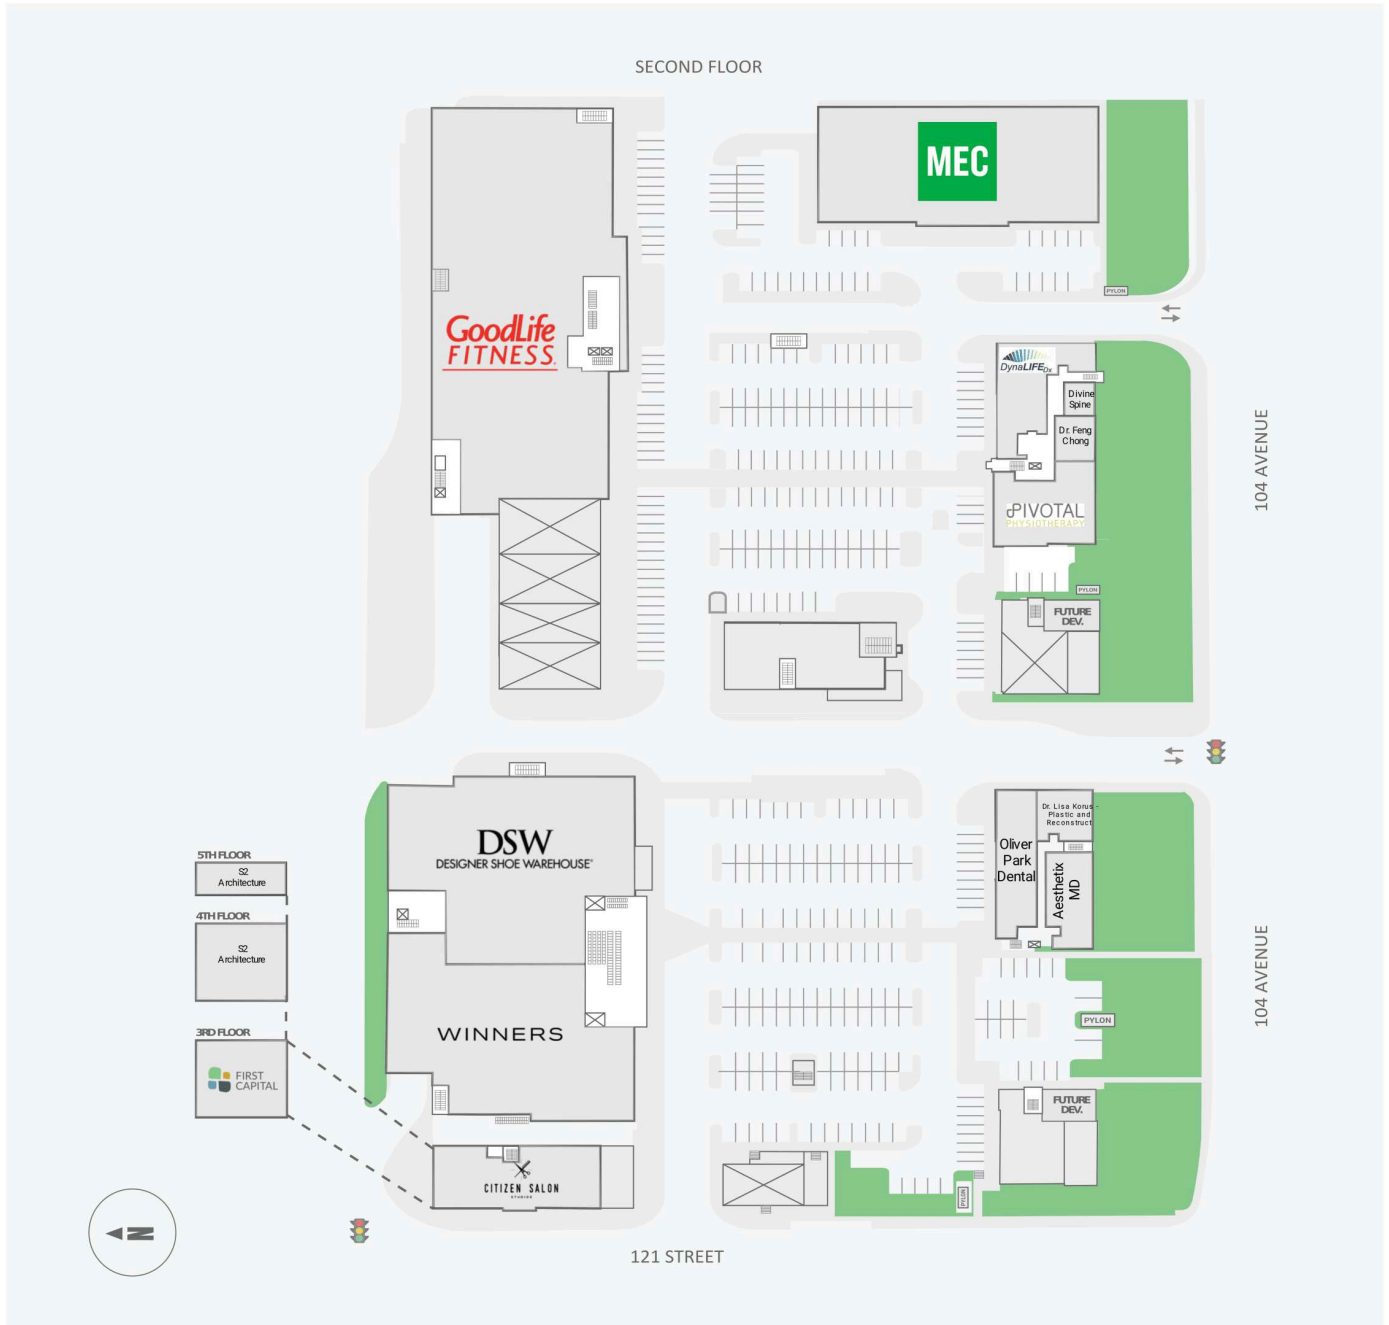 SECOND FLOOR
MEC
PYLON
GoodLife
FITNESS.
DynaLIFE Dx
Divine
Spine
Dr. Feng
Chong
104 AVENUE
PIVOTAL
PHYSIOTHERAPY
PYLON
FUTURE
DEV.
DSW
DESIGNER SHOE WAREHOUSE
Dr. Lisa Korus -
Plastic and
Reconstruct
Oliver
Park
Dental
Aesthetix
MD
5TH FLOOR
S2
Architecture
4TH FLOOR
S2
Architecture
104 AVENUE
WINNERS
PYLON
3RD FLOOR
FIRST
CAPITAL
FUTURE
DEV.
CITIZEN SALON
STUDIOS
PYLON
N
121 STREET